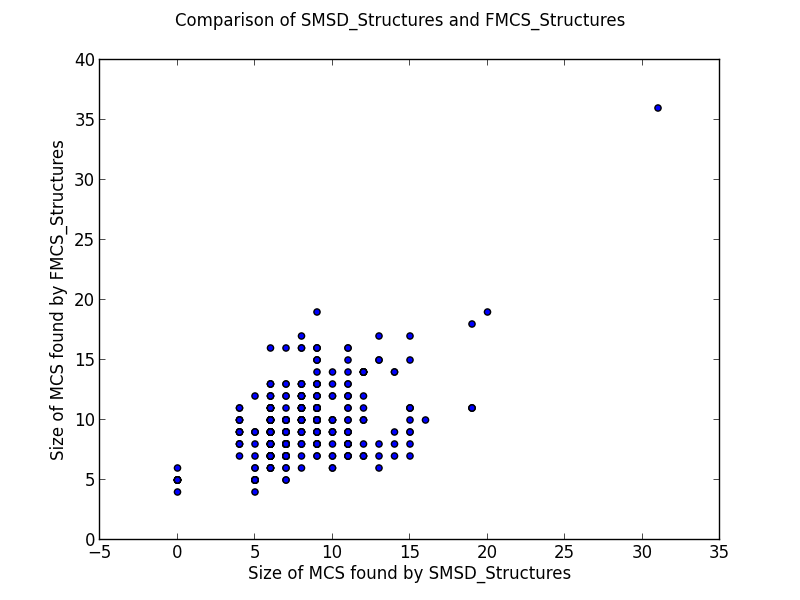 Comparison of SMSD_Structures and FMCS_Structures
40
35
30
25
20
15
10
5
0
Size of MCS found by FMCS_Structures
−5 0 5 10 15 20 25 30 35
Size of MCS found by SMSD_Structures